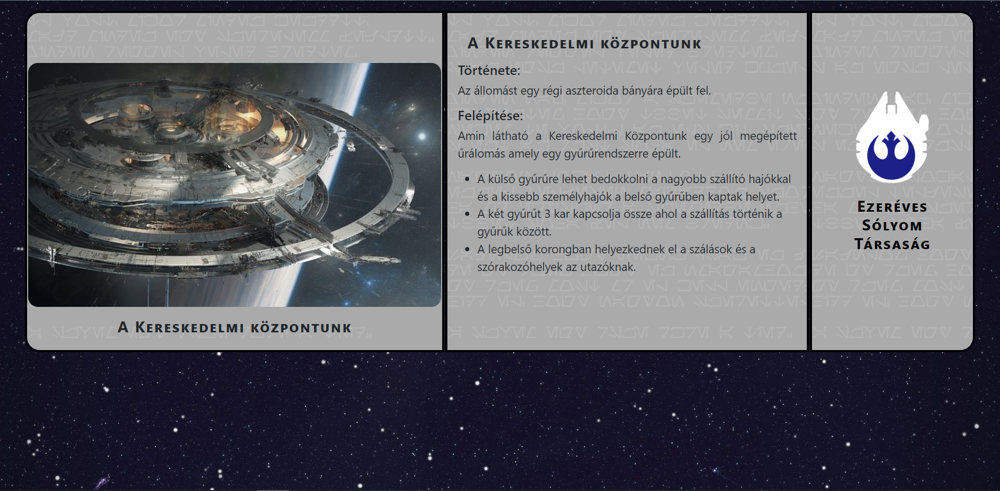 A Kereskedelmi központunk
A Kereskedelmi központunk
Története:
Az állomást egy régi aszteroida bányára épült fel.
Felépítése:
Amin látható a Kereskedelmi Központunk egy jól megépített
űrálomás amely egy gyűrűrendszerre épült.
• A külső gyűrűre lehet bedokkolni a nagyobb szállító hajókkal
és a kissebb személyhajók a belső gyűrűben kaptak helyet.
• A két gyűrűt 3 kar kapcsolja össze ahol a szállítás történik a
gyűrűk között.
• A legbelső korongban helyezkednek el a szálások és a
szórakozóhelyek az utazóknak.
Ezeréves
Sólyom
Társaság